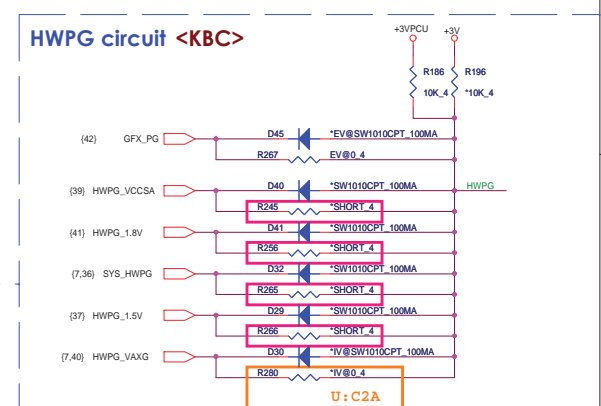 HWPG circuit <KBC>
+3VPCU +3V
R186 R196
10K_4 *10K_4
{42} GFX_PG D45 *EV@SW1010CPT_100MA
R267 EV@0_4
{39} HWPG_VCCSA D40 *SW1010CPT_100MA HWPG
R245 *SHORT_4
{41} HWPG_1.8V D41 *SW1010CPT_100MA
R256 *SHORT_4
{7,36} SYS_HWPG D32 *SW1010CPT_100MA
R265 *SHORT_4
{37} HWPG_1.5V D29 *SW1010CPT_100MA
R266 *SHORT_4
{7,40} HWPG_VAXG D30 *IV@SW1010CPT_100MA
R280 *IV@0_4
U:C2A